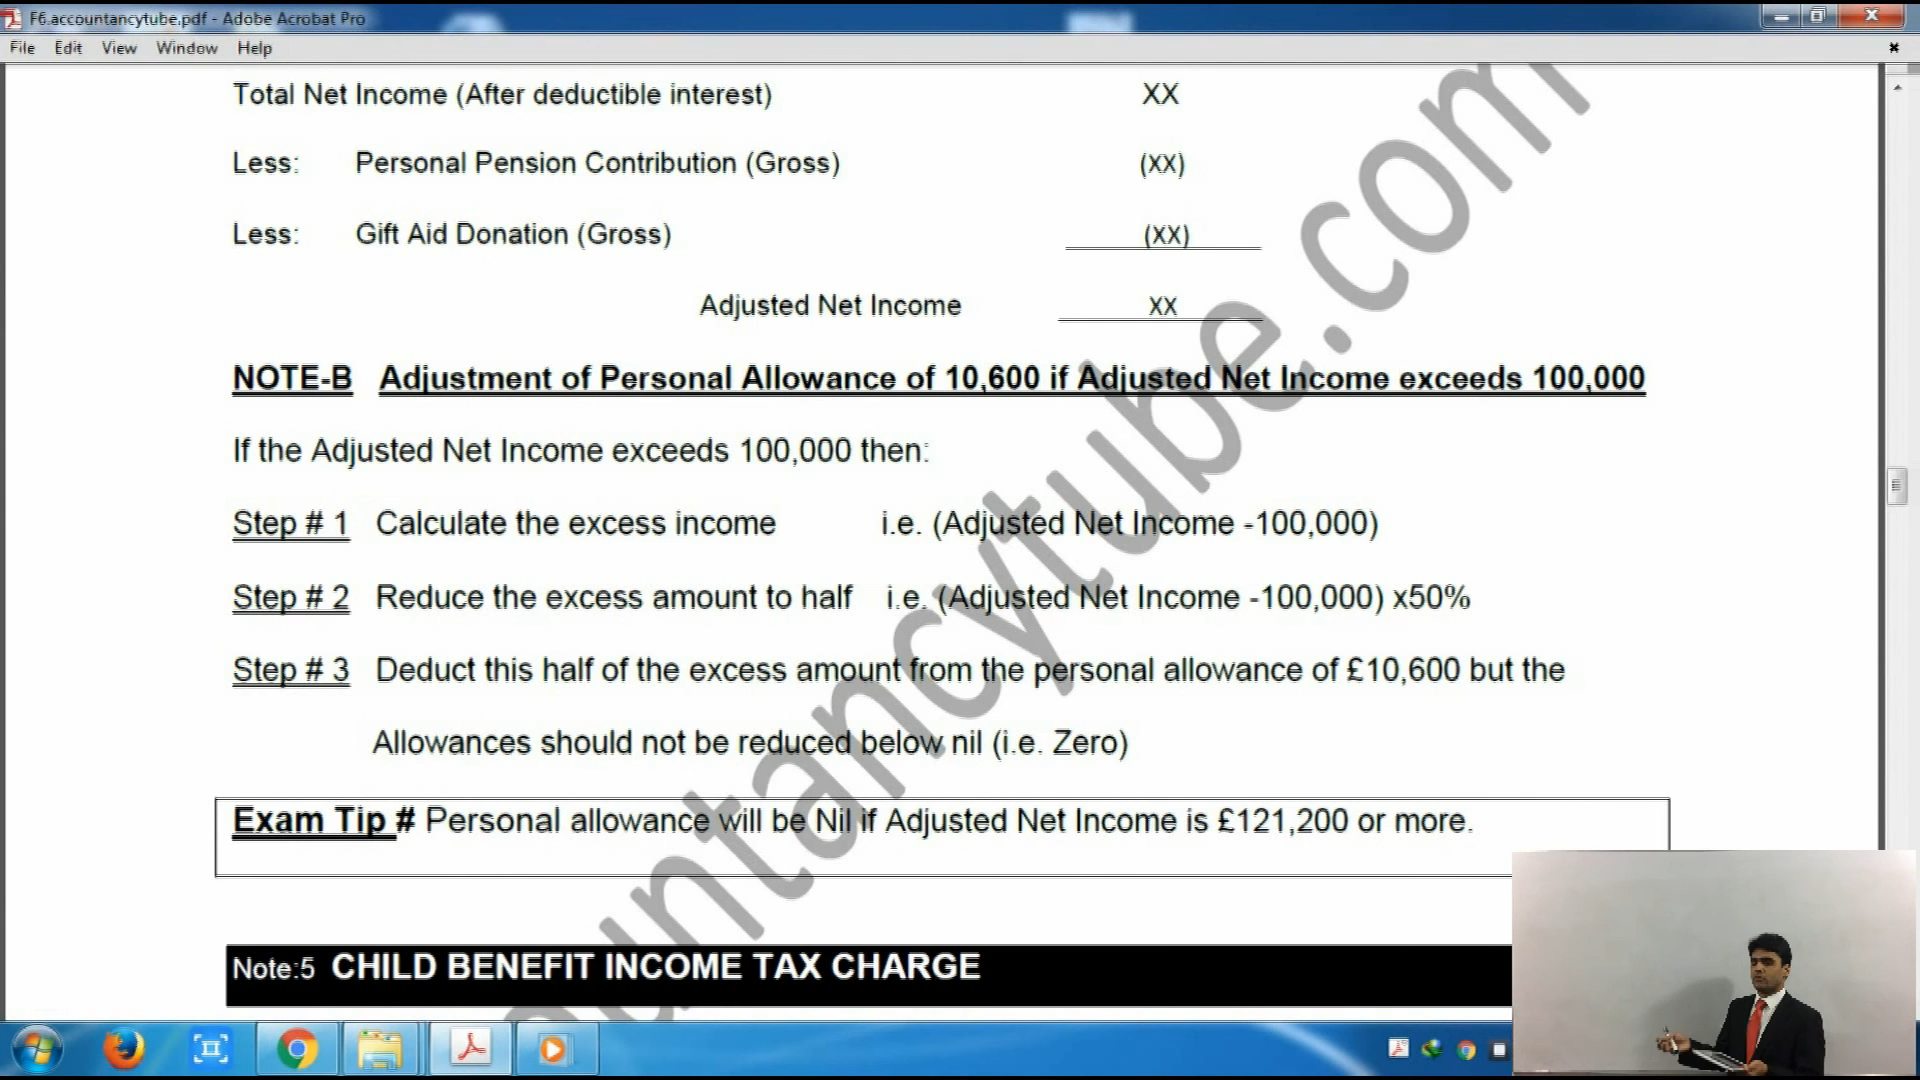 F6.accountancytube.pdf - Adobe Acrobat Pro
File Edit View Window Help
Total Net Income (After deductible interest) XX
Less: Personal Pension Contribution (Gross) (XX)
Less: Gift Aid Donation (Gross) (XX)
Adjusted Net Income XX
NOTE-B Adjustment of Personal Allowance of 10,600 if Adjusted Net Income exceeds 100,000
If the Adjusted Net Income exceeds 100,000 then:
Step # 1 Calculate the excess income i.e. (Adjusted Net Income -100,000)
Step # 2 Reduce the excess amount to half i.e. (Adjusted Net Income -100,000) x50%
Step # 3 Deduct this half of the excess amount from the personal allowance of £10,600 but the
Allowances should not be reduced below nil (i.e. Zero)
Exam Tip # Personal allowance will be Nil if Adjusted Net Income is £121,200 or more.
Note:5 CHILD BENEFIT INCOME TAX CHARGE
ountancytube.com